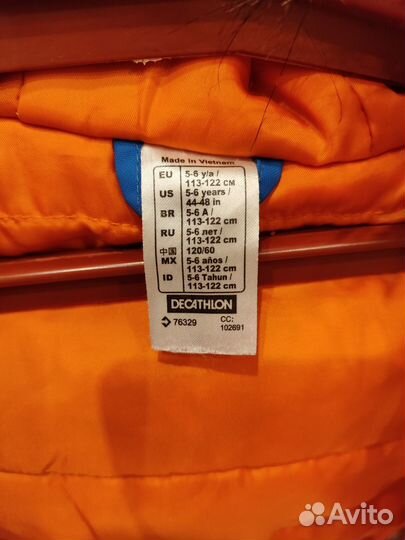 Made in Vietnam
EU 5-6 y/a / 113-122 см
US 5-6 years / 44-48 in
BR 5-6 A / 113-122 cm
RU 5-6 лет / 113-122 cm
中国 120/60
MX 5-6 años / 113-122 cm
ID 5-6 Tahun / 113-122 cm
DECATHLON
76329 CC: 102691
Avito